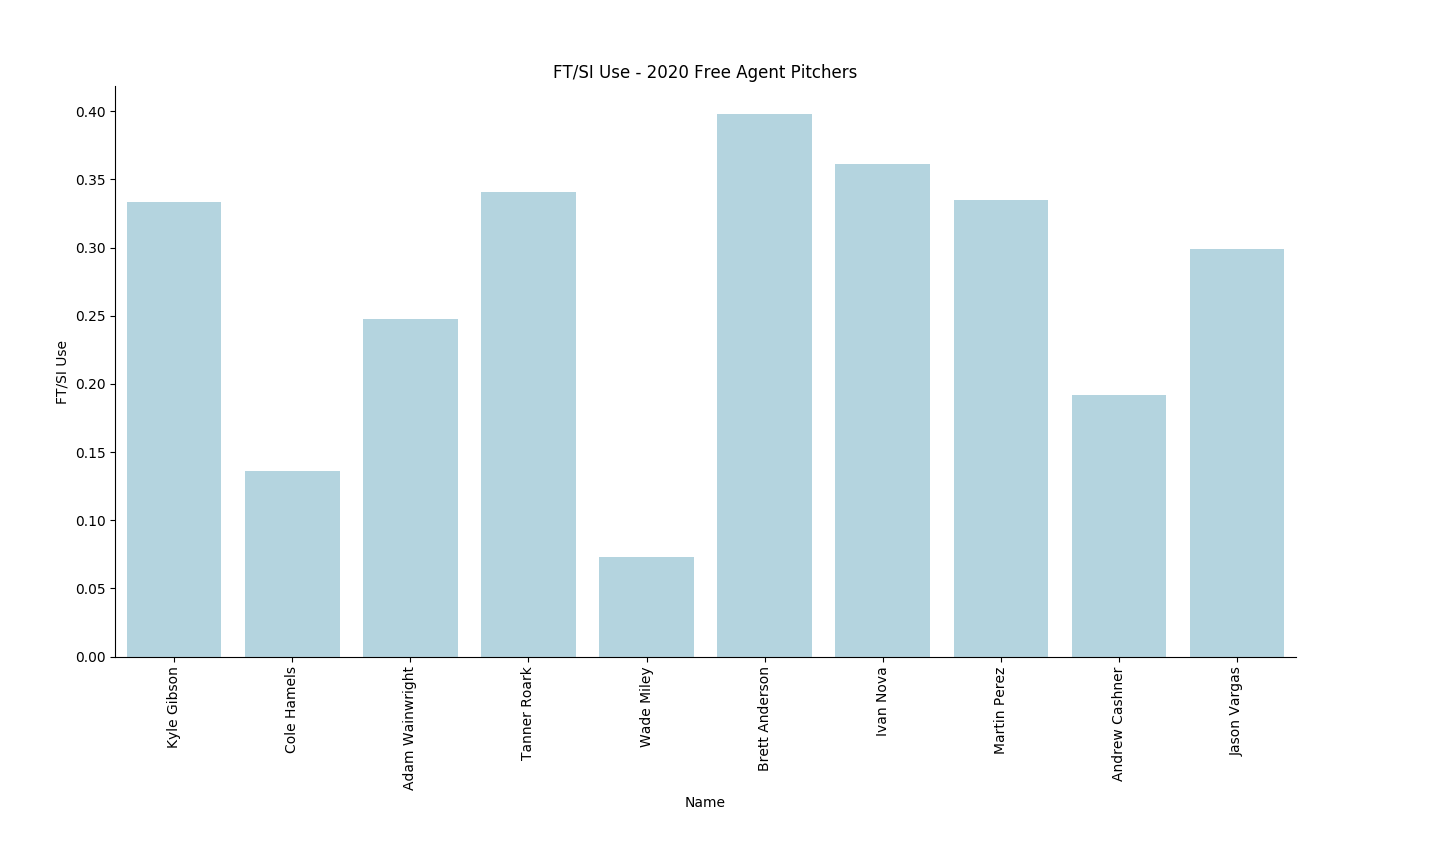 FT/SI Use - 2020 Free Agent Pitchers
0.40
0.35
0.30
0.25
0.20
0.15
0.10
0.05
0.00
FT/SI Use
Kyle Gibson
Cole Hamels
Adam Wainwright
Tanner Roark
Wade Miley
Brett Anderson
Ivan Nova
Martin Perez
Andrew Cashner
Jason Vargas
Name